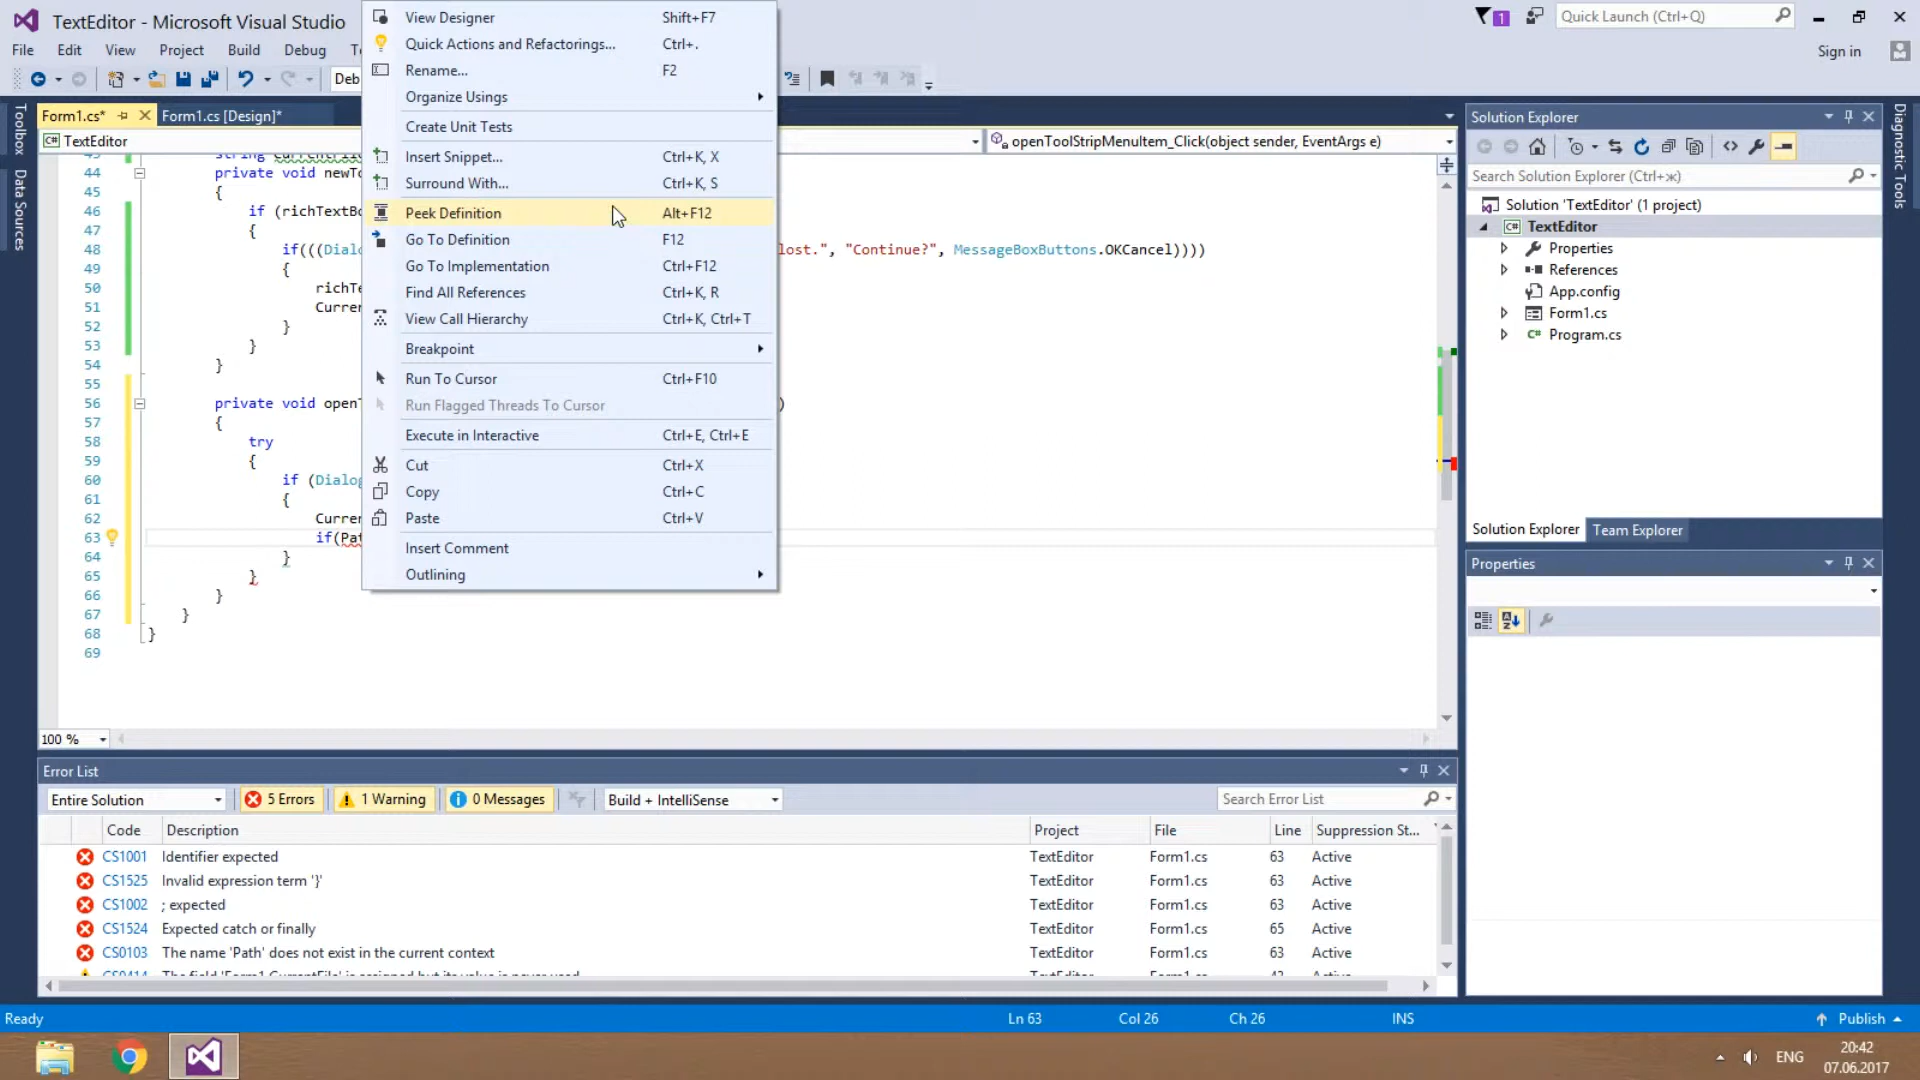 TextEditor - Microsoft Visual Studio
1
Quick Launch (Ctrl+Q)
File Edit View Project Build Debug
Sign in
Deb
Form1.cs*
Form1.cs [Design]*
TextEditor
openToolStripMenuItem_Click(object sender, EventArgs e)
Toolbox
Data Sources
View Designer Shift+F7
Quick Actions and Refactorings... Ctrl+.
Rename... F2
Organize Usings
Create Unit Tests
Insert Snippet... Ctrl+K, X
Surround With... Ctrl+K, S
Peek Definition Alt+F12
Go To Definition F12
Go To Implementation Ctrl+F12
Find All References Ctrl+K, R
View Call Hierarchy Ctrl+K, Ctrl+T
Breakpoint
Run To Cursor Ctrl+F10
Run Flagged Threads To Cursor
Execute in Interactive Ctrl+E, Ctrl+E
Cut Ctrl+X
Copy Ctrl+C
Paste Ctrl+V
Insert Comment
Outlining
44 private void newTo
45 {
46 if (richTextBo
47 {
48 if(((Dialo lost.", "Continue?", MessageBoxButtons.OKCancel))))
49 {
50 richTe
51 Curren
52 }
53 }
54 }
55
56 private void openT )
57 {
58 try
59 {
60 if (Dialog
61 {
62 Curren
63 if(Pat
64 }
65 }
66 }
67 }
68 }
69
100 %
Solution Explorer
Search Solution Explorer (Ctrl+ж)
Solution 'TextEditor' (1 project)
TextEditor
Properties
References
App.config
Form1.cs
Program.cs
Solution Explorer Team Explorer
Properties
Diagnostic Tools
Error List
Entire Solution
5 Errors
1 Warning
0 Messages
Build + IntelliSense
Search Error List
Code Description Project File Line Suppression St...
CS1001 Identifier expected TextEditor Form1.cs 63 Active
CS1525 Invalid expression term '}' TextEditor Form1.cs 63 Active
CS1002 ; expected TextEditor Form1.cs 63 Active
CS1524 Expected catch or finally TextEditor Form1.cs 65 Active
CS0103 The name 'Path' does not exist in the current context TextEditor Form1.cs 63 Active
Ready
Ln 63
Col 26
Ch 26
INS
Publish
ENG
20:42
07.06.2017